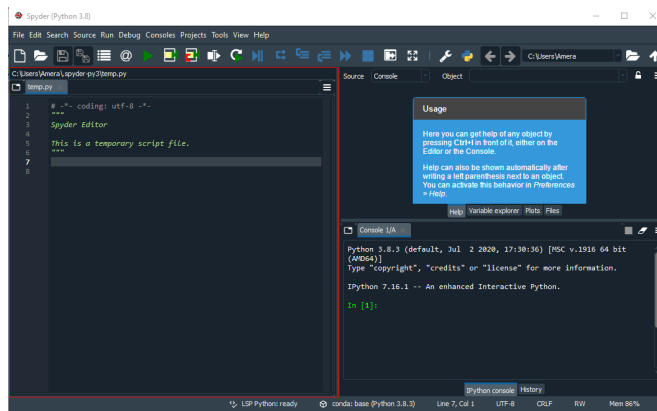 Spyder (Python 3.8)
File Edit Search Source Run Debug Consoles Projects Tools View Help
C:\Users\Amera
C:\Users\Amera\.spyder-py3\temp.py
temp.py
1 # -*- coding: utf-8 -*-
2 """
3 Spyder Editor
4
5 This is a temporary script file.
6 """
7
8
Source Console Object
Usage
Here you can get help of any object by
pressing Ctrl+I in front of it, either on the
Editor or the Console.
Help can also be shown automatically after
writing a left parenthesis next to an object.
You can activate this behavior in Preferences
> Help.
Help Variable explorer Plots Files
Console 1/A
Python 3.8.3 (default, Jul 2 2020, 17:30:36) [MSC v.1916 64 bit
(AMD64)]
Type "copyright", "credits" or "license" for more information.
IPython 7.16.1 -- An enhanced Interactive Python.
In [1]:
IPython console History
LSP Python: ready conda: base (Python 3.8.3) Line 7, Col 1 UTF-8 CRLF RW Mem 86%